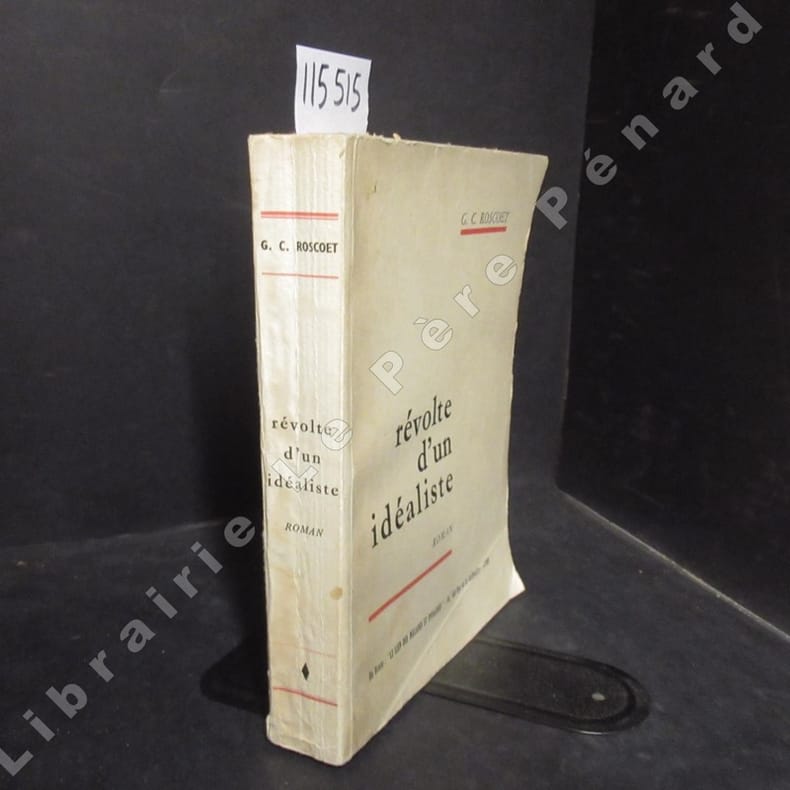 115515
G. C. ROSCOET
révolte
d'un
idéaliste
ROMAN
G. C. ROSCOET
révolte
d'un
idéaliste
ROMAN
Librairie Le Père Pénard